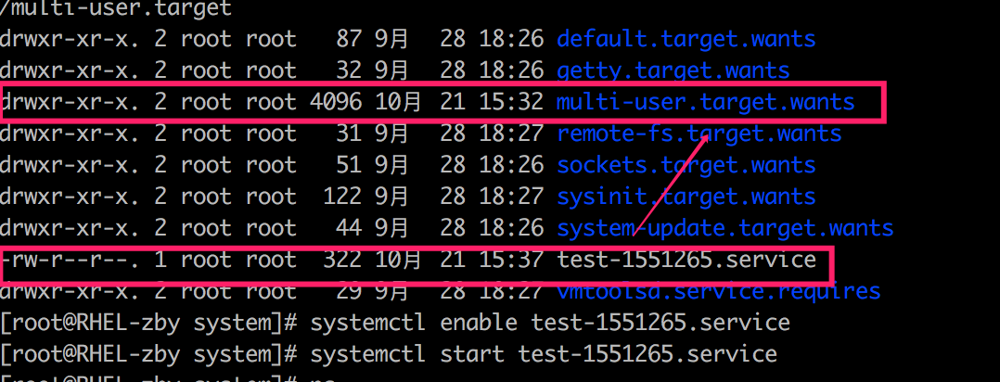 /multi-user.target
drwxr-xr-x. 2 root root   87 9月  28 18:26 default.target.wants
drwxr-xr-x. 2 root root   32 9月  28 18:26 getty.target.wants
drwxr-xr-x. 2 root root 4096 10月 21 15:32 multi-user.target.wants
drwxr-xr-x. 2 root root   31 9月  28 18:27 remote-fs.target.wants
drwxr-xr-x. 2 root root   51 9月  28 18:26 sockets.target.wants
drwxr-xr-x. 2 root root  122 9月  28 18:27 sysinit.target.wants
drwxr-xr-x. 2 root root   44 9月  28 18:26 system-update.target.wants
-rw-r--r--. 1 root root  322 10月 21 15:37 test-1551265.service
drwxr-xr-x. 2 root root   29 9月  28 18:27 vmtoolsd.service.requires
[root@RHEL-zby system]# systemctl enable test-1551265.service
[root@RHEL-zby system]# systemctl start test-1551265.service
[root@RHEL-zby system]#